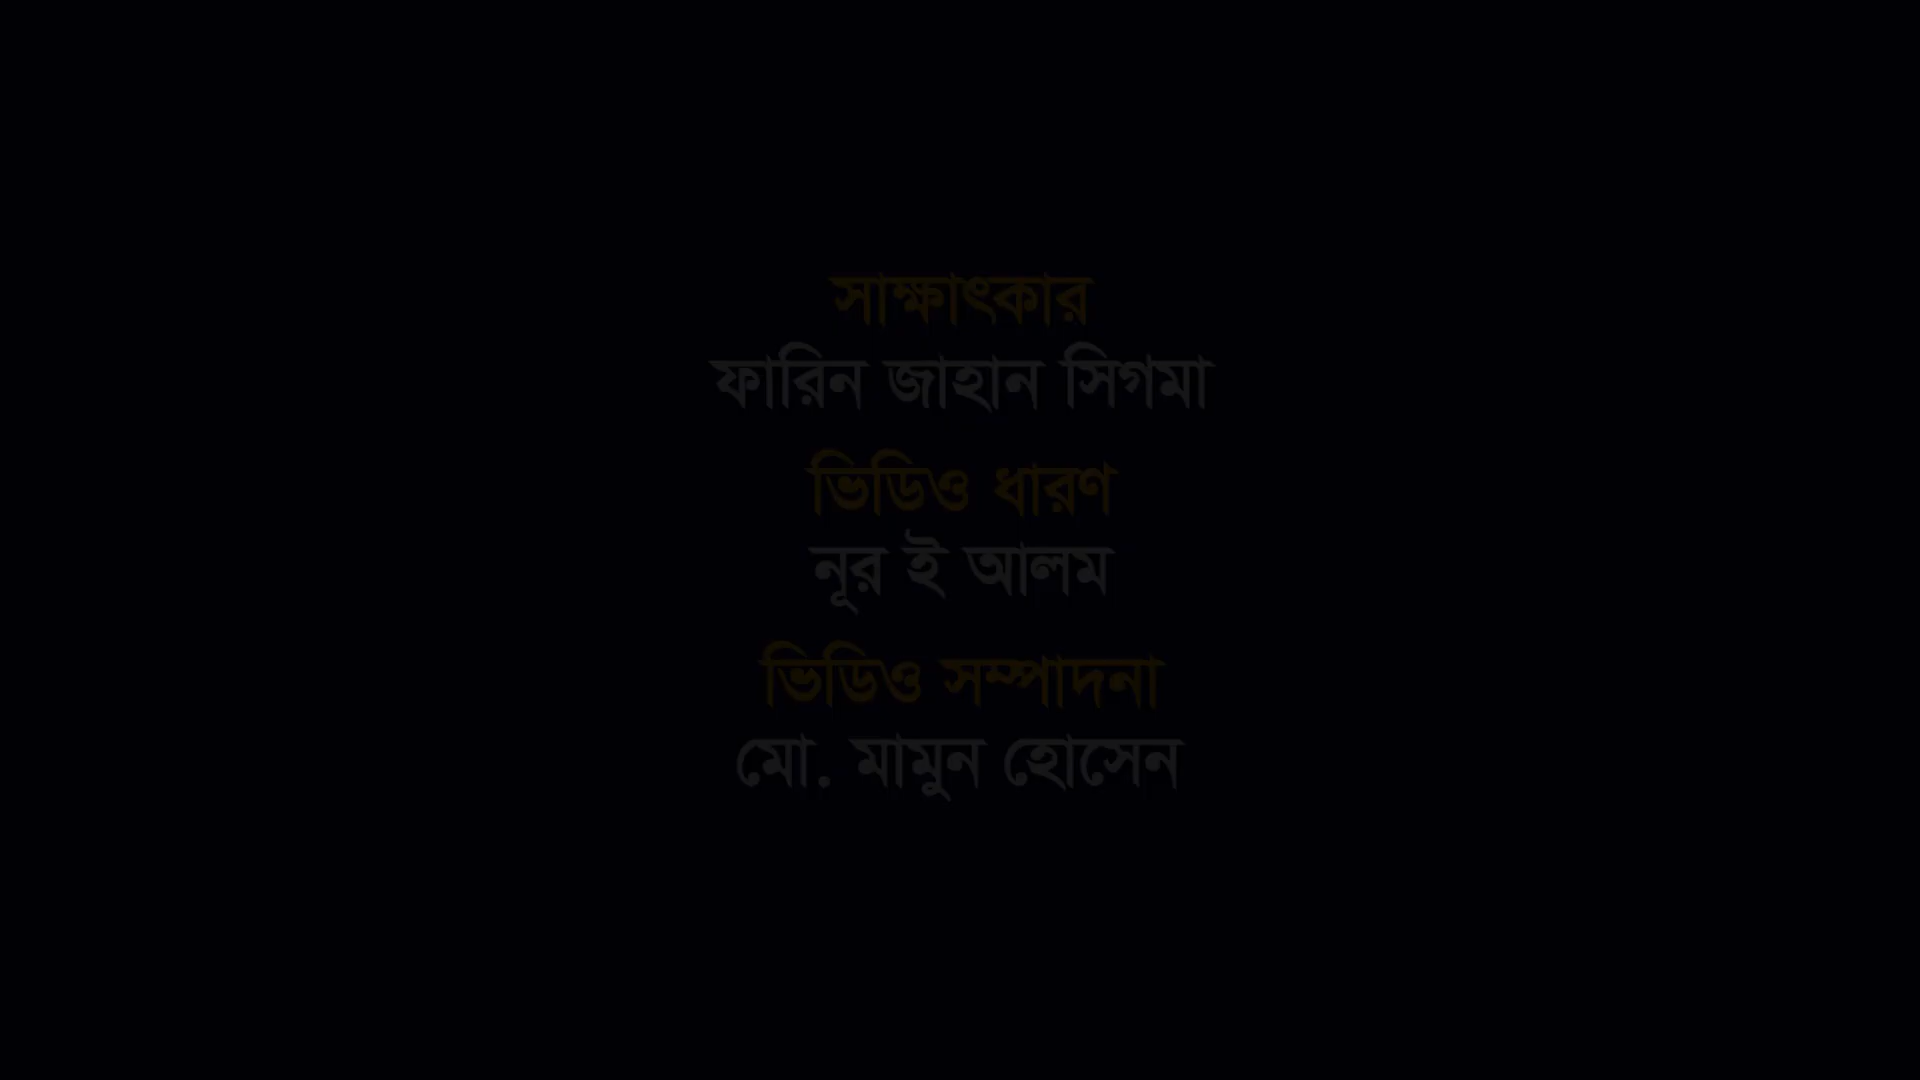 সাক্ষাৎকার
ফারিন জাহান সিগমা
ভিডিও ধারণ
নূর ই আলম
ভিডিও সম্পাদনা
মো. মামুন হোসেন